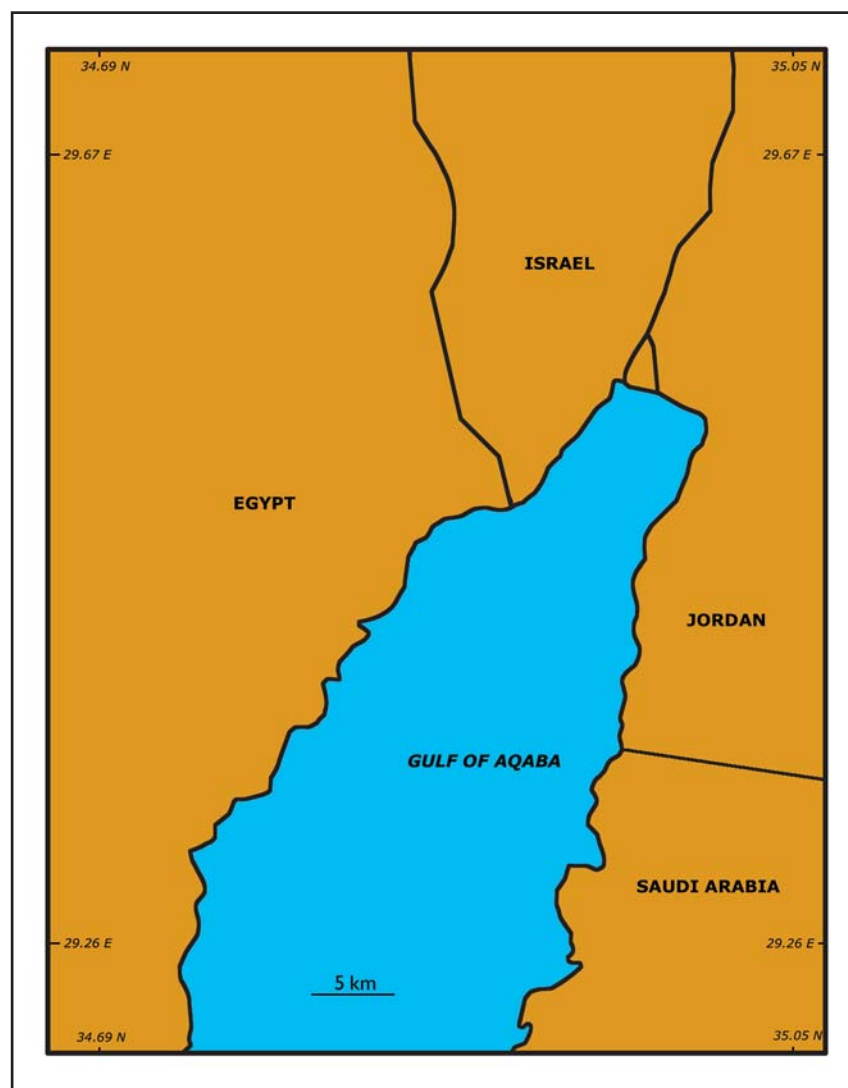 34.69 N
35.05 N
29.67 E
29.67 E
ISRAEL
EGYPT
JORDAN
GULF OF AQABA
SAUDI ARABIA
29.26 E
29.26 E
5 km
34.69 N
35.05 N